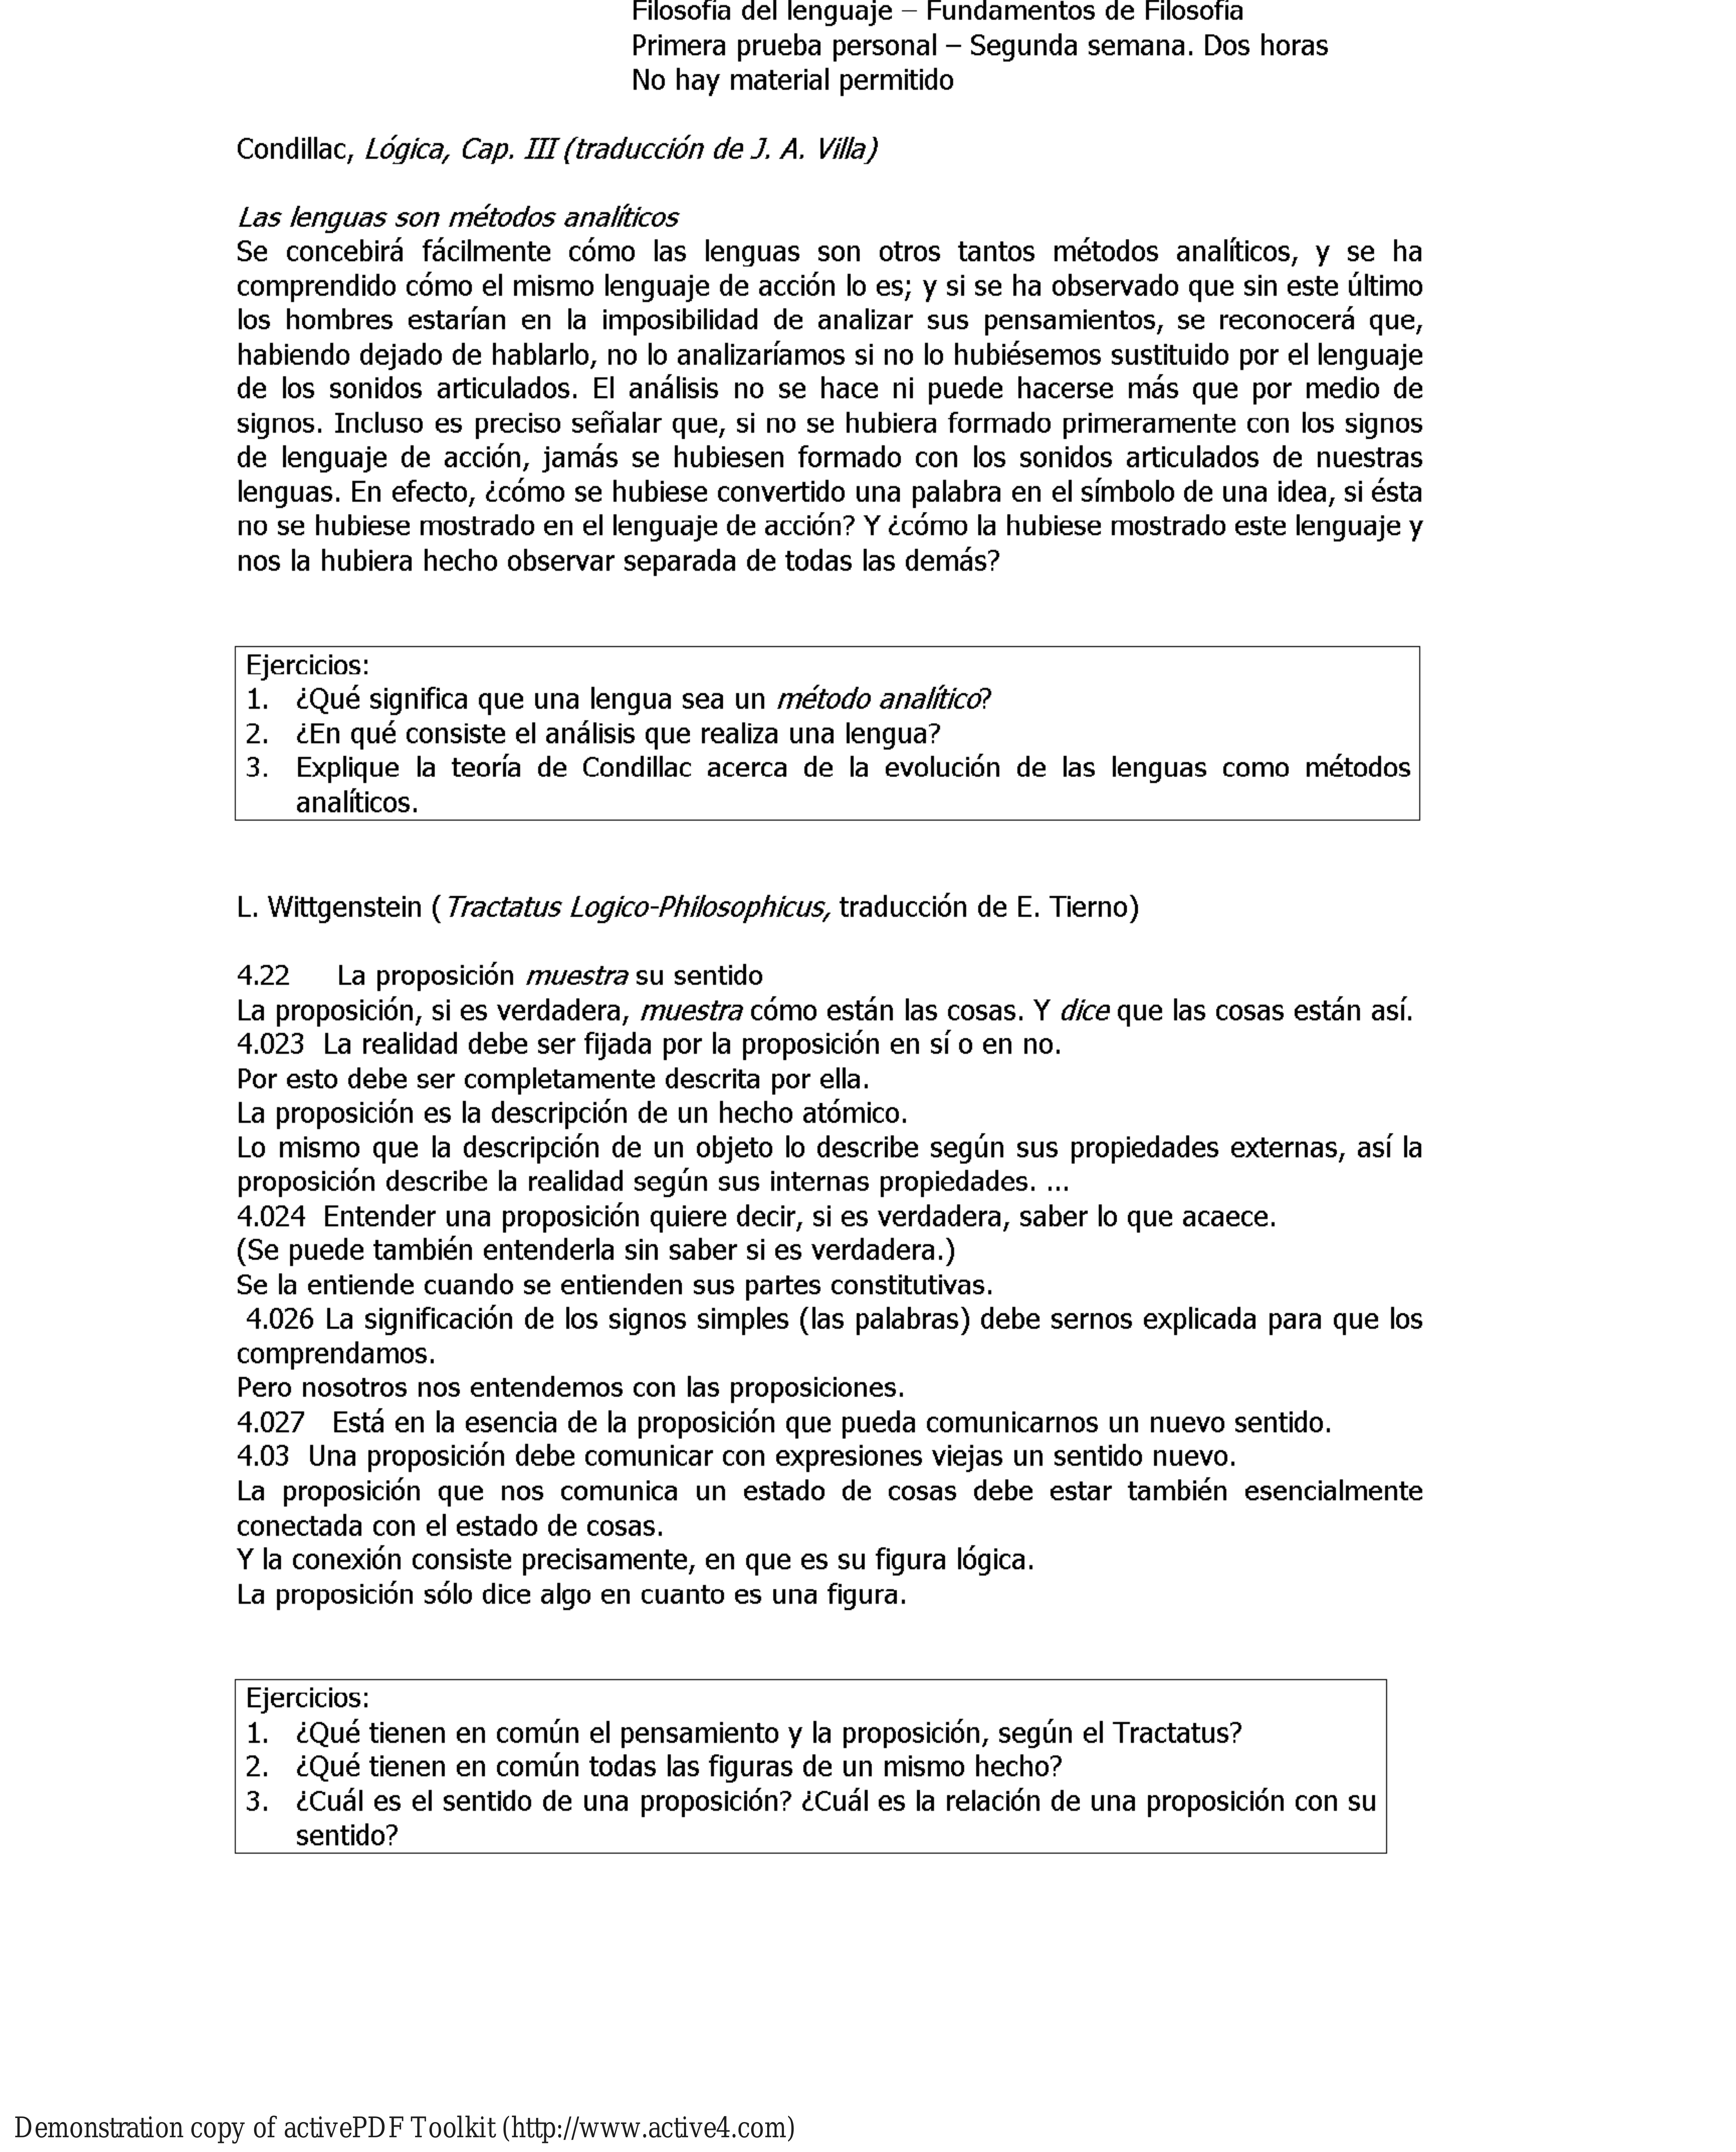 Filosofía del lenguaje – Fundamentos de Filosofía
Primera prueba personal – Segunda semana. Dos horas
No hay material permitido
Condillac, Lógica, Cap. III (traducción de J. A. Villa)
Las lenguas son métodos analíticos
Se concebirá fácilmente cómo las lenguas son otros tantos métodos analíticos, y se ha
comprendido cómo el mismo lenguaje de acción lo es; y si se ha observado que sin este último
los hombres estarían en la imposibilidad de analizar sus pensamientos, se reconocerá que,
habiendo dejado de hablarlo, no lo analizaríamos si no lo hubiésemos sustituido por el lenguaje
de los sonidos articulados. El análisis no se hace ni puede hacerse más que por medio de
signos. Incluso es preciso señalar que, si no se hubiera formado primeramente con los signos
de lenguaje de acción, jamás se hubiesen formado con los sonidos articulados de nuestras
lenguas. En efecto, ¿cómo se hubiese convertido una palabra en el símbolo de una idea, si ésta
no se hubiese mostrado en el lenguaje de acción? Y ¿cómo la hubiese mostrado este lenguaje y
nos la hubiera hecho observar separada de todas las demás?
Ejercicios:
1. ¿Qué significa que una lengua sea un método analítico?
2. ¿En qué consiste el análisis que realiza una lengua?
3. Explique la teoría de Condillac acerca de la evolución de las lenguas como métodos
analíticos.
L. Wittgenstein (Tractatus Logico-Philosophicus, traducción de E. Tierno)
4.22 La proposición muestra su sentido
La proposición, si es verdadera, muestra cómo están las cosas. Y dice que las cosas están así.
4.023 La realidad debe ser fijada por la proposición en sí o en no.
Por esto debe ser completamente descrita por ella.
La proposición es la descripción de un hecho atómico.
Lo mismo que la descripción de un objeto lo describe según sus propiedades externas, así la
proposición describe la realidad según sus internas propiedades. ...
4.024 Entender una proposición quiere decir, si es verdadera, saber lo que acaece.
(Se puede también entenderla sin saber si es verdadera.)
Se la entiende cuando se entienden sus partes constitutivas.
4.026 La significación de los signos simples (las palabras) debe sernos explicada para que los
comprendamos.
Pero nosotros nos entendemos con las proposiciones.
4.027 Está en la esencia de la proposición que pueda comunicarnos un nuevo sentido.
4.03 Una proposición debe comunicar con expresiones viejas un sentido nuevo.
La proposición que nos comunica un estado de cosas debe estar también esencialmente
conectada con el estado de cosas.
Y la conexión consiste precisamente, en que es su figura lógica.
La proposición sólo dice algo en cuanto es una figura.
Ejercicios:
1. ¿Qué tienen en común el pensamiento y la proposición, según el Tractatus?
2. ¿Qué tienen en común todas las figuras de un mismo hecho?
3. ¿Cuál es el sentido de una proposición? ¿Cuál es la relación de una proposición con su
sentido?
Demonstration copy of activePDF Toolkit (http://www.active4.com)